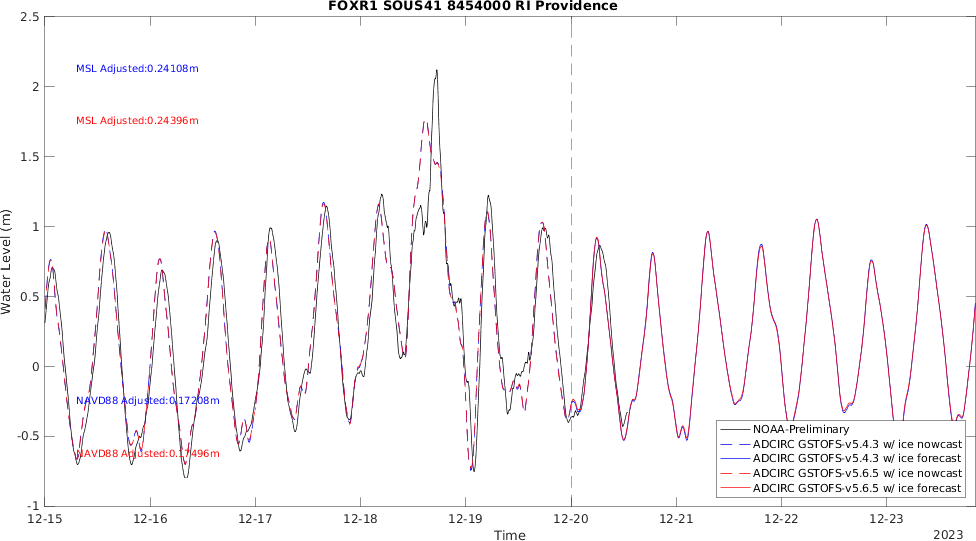 FOXR1 SOUS41 8454000 RI Providence
2.5
2
1.5
1
0.5
0
-0.5
-1
Water Level (m)
MSL Adjusted:0.24108m
MSL Adjusted:0.24396m
NAVD88 Adjusted:0.17208m
NAVD88 Adjusted:0.17496m
NOAA-Preliminary
ADCIRC GSTOFS-v5.4.3 w/ ice nowcast
ADCIRC GSTOFS-v5.4.3 w/ ice forecast
ADCIRC GSTOFS-v5.6.5 w/ ice nowcast
ADCIRC GSTOFS-v5.6.5 w/ ice forecast
12-15 12-16 12-17 12-18 12-19 12-20 12-21 12-22 12-23
Time
2023